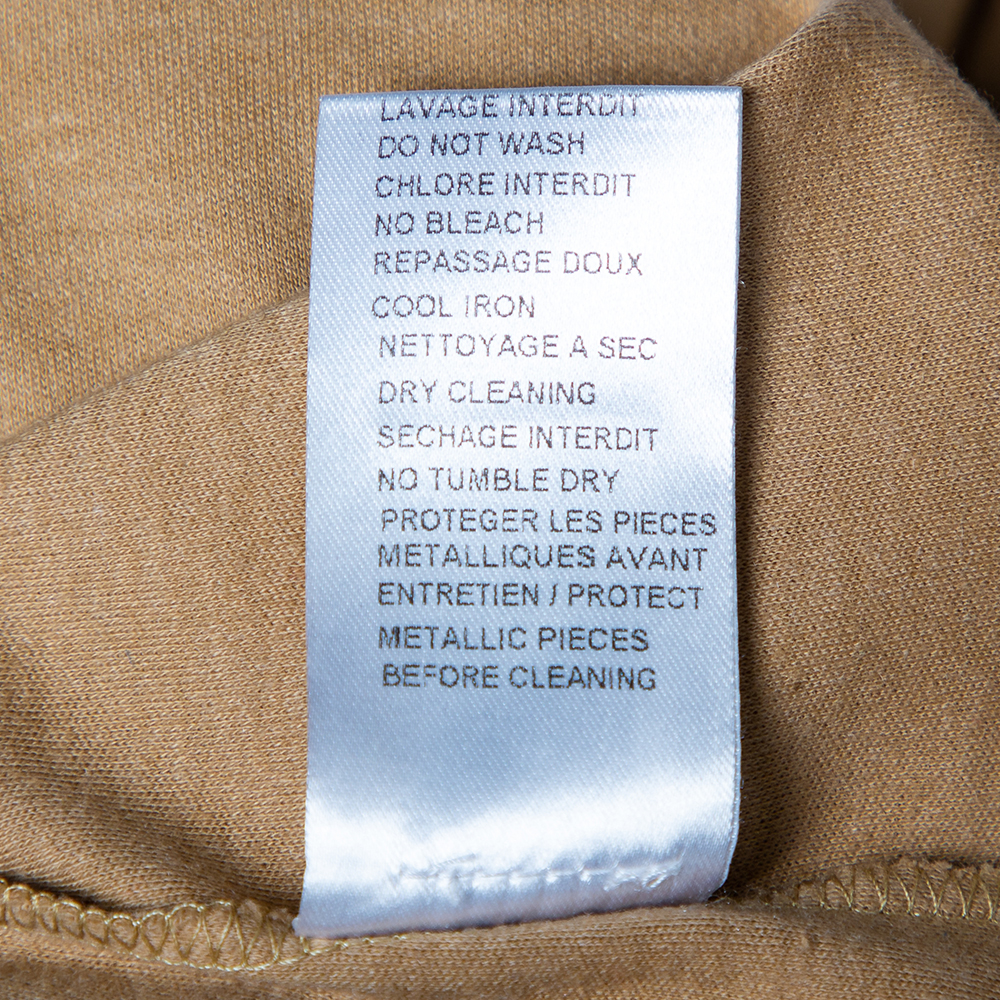 LAVAGE INTERDIT
DO NOT WASH
CHLORE INTERDIT
NO BLEACH
REPASSAGE DOUX
COOL IRON
NETTOYAGE A SEC
DRY CLEANING
SECHAGE INTERDIT
NO TUMBLE DRY
PROTEGER LES PIECES
METALLIQUES AVANT
ENTRETIEN / PROTECT
METALLIC PIECES
BEFORE CLEANING